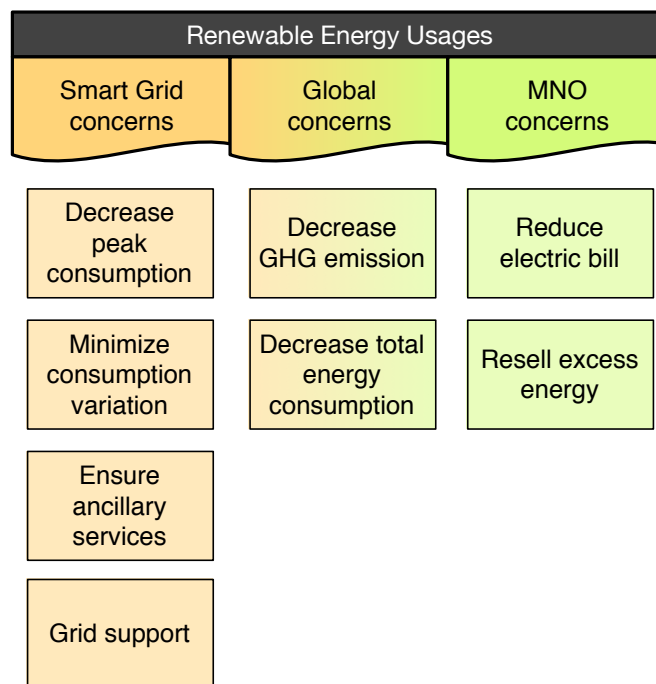 Renewable Energy Usages
Smart Grid
concerns
Global
concerns
MNO
concerns
Decrease
peak
consumption
Decrease
GHG emission
Reduce
electric bill
Minimize
consumption
variation
Decrease total
energy
consumption
Resell excess
energy
Ensure
ancillary
services
Grid support